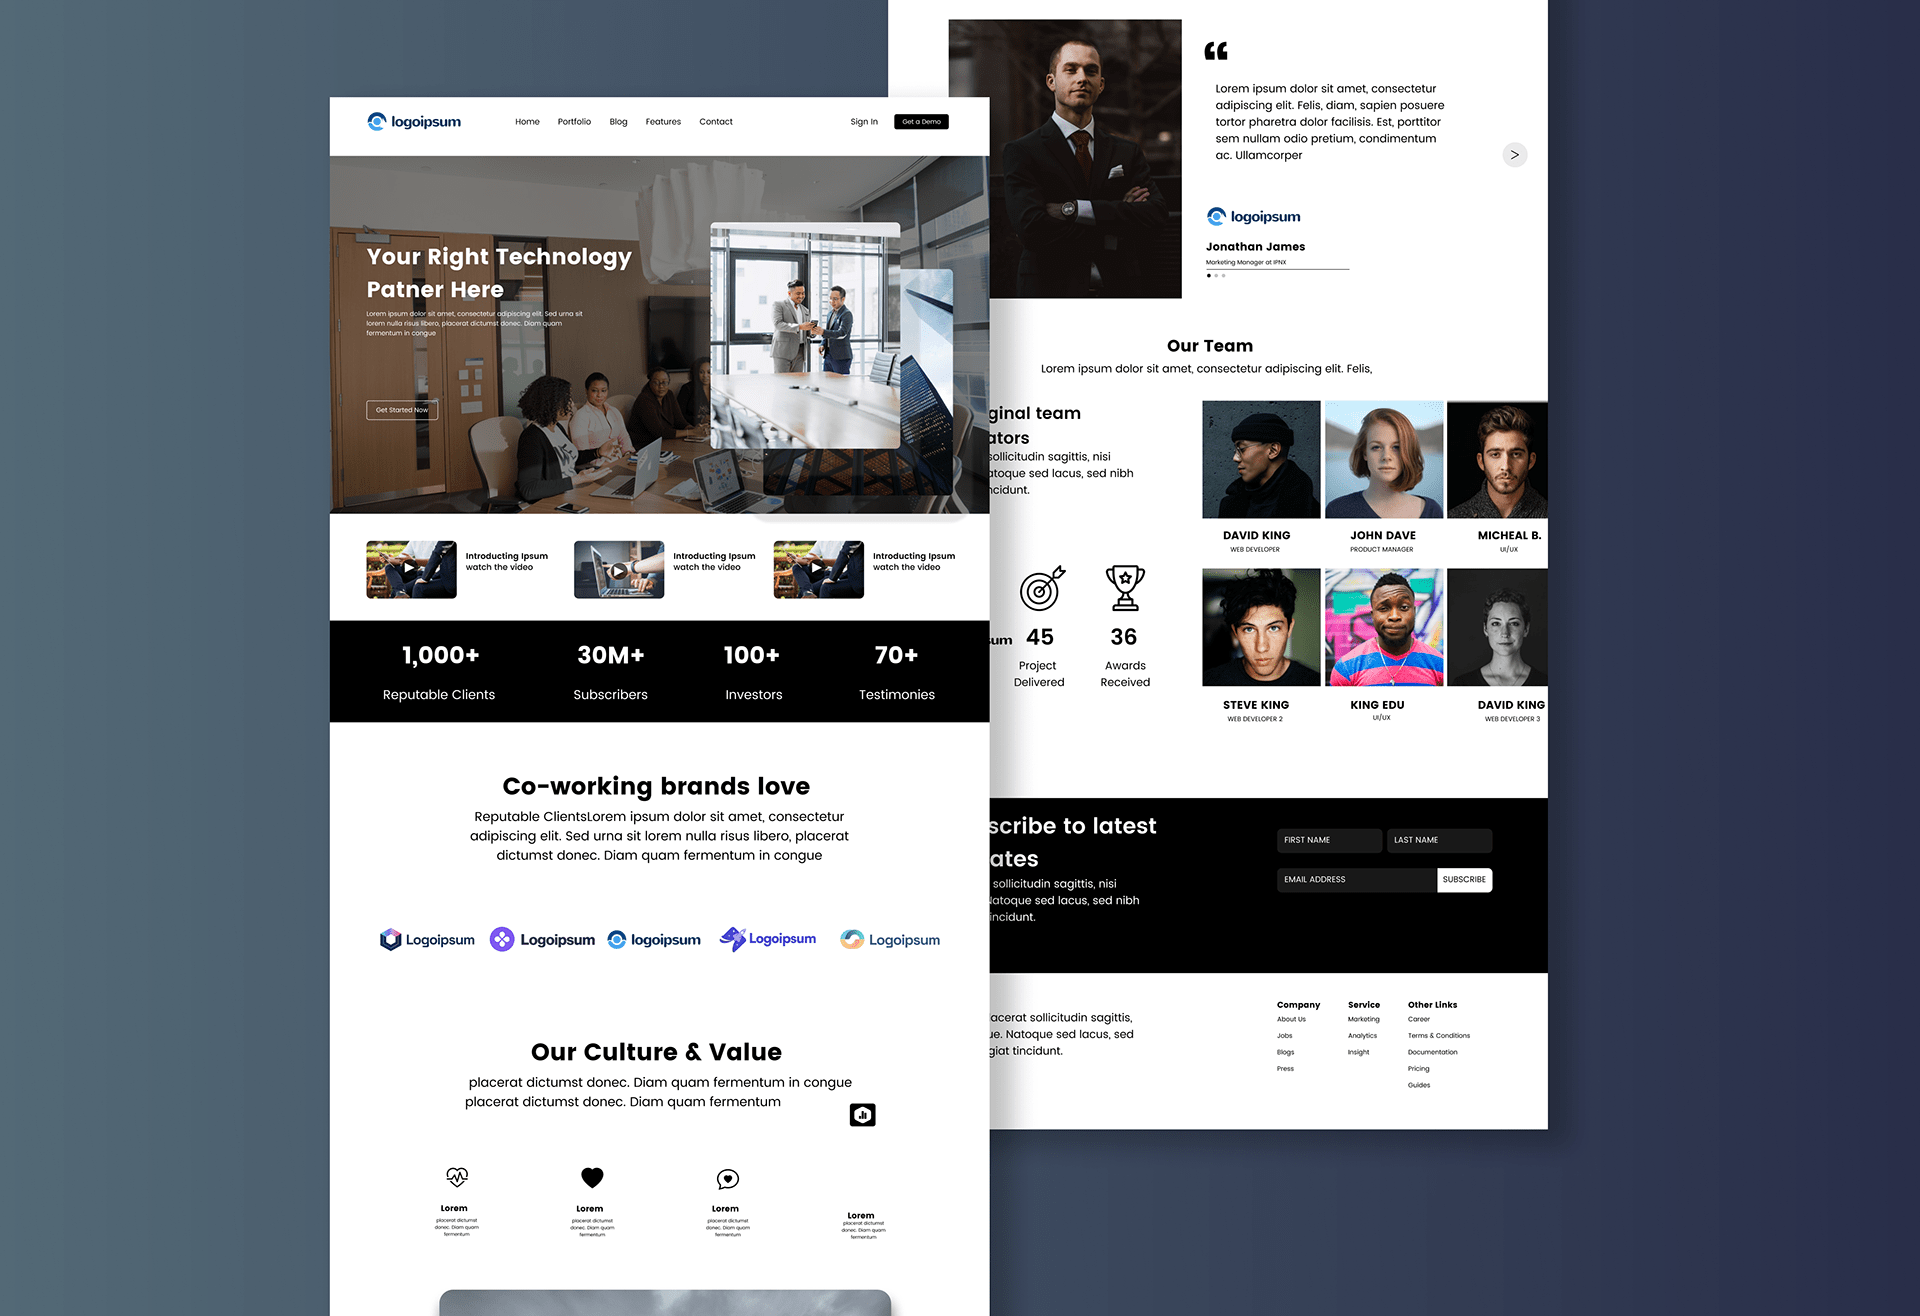 logoipsum
Home Portfolio Blog Features Contact
Sign In Get a Demo
Your Right Technology
Patner Here
Lorem ipsum dolor sit amet, consectetur adipiscing elit. Sed urna sit
lorem nulla risus libero, placerat dictumst donec. Diam quam
fermentum in congue
Get Started Now
Introducting Ipsum
watch the video
Introducting Ipsum
watch the video
Introducting Ipsum
watch the video
1,000+ 30M+ 100+ 70+
Reputable Clients Subscribers Investors Testimonies
Co-working brands love
Reputable ClientsLorem ipsum dolor sit amet, consectetur
adipiscing elit. Sed urna sit lorem nulla risus libero, placerat
dictumst donec. Diam quam fermentum in congue
Logoipsum Logoipsum logoipsum Logoipsum Logoipsum
Our Culture & Value
placerat dictumst donec. Diam quam fermentum in congue
placerat dictumst donec. Diam quam fermentum
Lorem
placerat dictumst
donec. Diam quam
fermentum
Lorem
placerat dictumst
donec. Diam quam
fermentum
Lorem
placerat dictumst
donec. Diam quam
fermentum
Lorem
placerat dictumst
donec. Diam quam
fermentum
“
Lorem ipsum dolor sit amet, consectetur
adipiscing elit. Felis, diam, sapien posuere
tortor pharetra dolor facilisis. Est, porttitor
sem nullam odio pretium, condimentum
ac. Ullamcorper
>
logoipsum
Jonathan James
Marketing Manager at IPNX
Our Team
Lorem ipsum dolor sit amet, consectetur adipiscing elit. Felis,
ginal team
ators
sollicitudin sagittis, nisi
atoque sed lacus, sed nibh
ncidunt.
sum
45 36
Project
Delivered
Awards
Received
DAVID KING
WEB DEVELOPER
JOHN DAVE
PRODUCT MANAGER
MICHEAL B.
UI/UX
STEVE KING
WEB DEVELOPER 2
KING EDU
UI/UX
DAVID KING
WEB DEVELOPER 3
scribe to latest
ates
sollicitudin sagittis, nisi
Natoque sed lacus, sed nibh
incidunt.
FIRST NAME LAST NAME
EMAIL ADDRESS SUBSCRIBE
lacerat sollicitudin sagittis,
ue. Natoque sed lacus, sed
giat tincidunt.
Company
About Us
Jobs
Blogs
Press
Service
Marketing
Analytics
Insight
Other Links
Career
Terms & Conditions
Documentation
Pricing
Guides